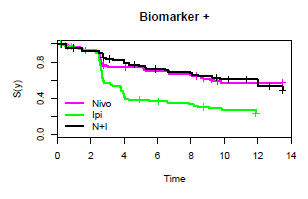 Biomarker +
S(y)
0.8
0.4
0.0
Nivo
Ipi
N+I
0 2 4 6 8 10 12 14
Time